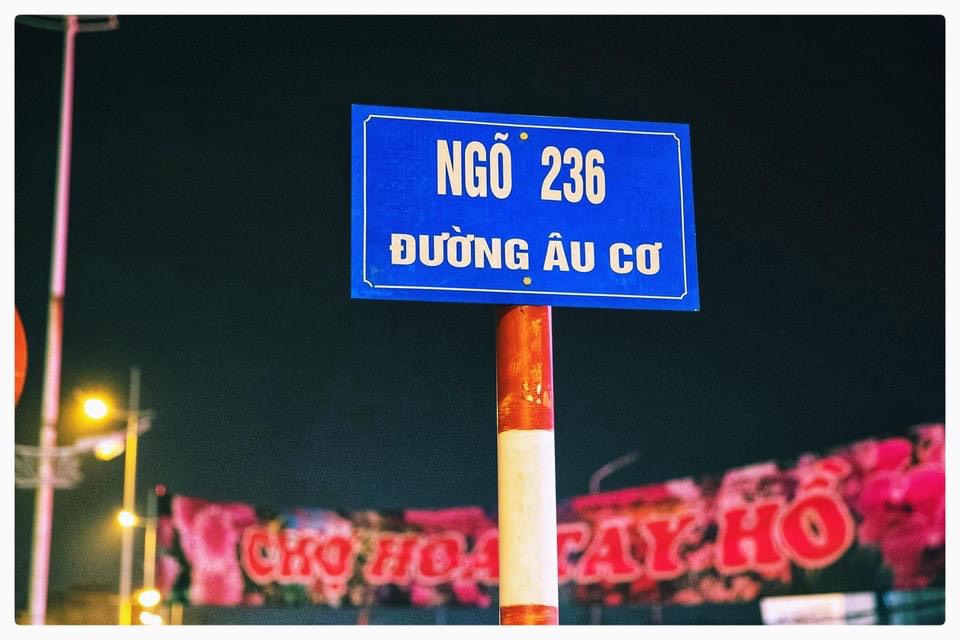 NGÕ 236
ĐƯỜNG ÂU CƠ
CHỢ HOA TÂY HỒ